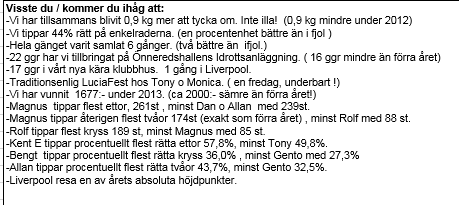 Visste du / kommer du ihåg att:
-Vi har tillsammans blivit 0,9 kg mer att tycka om. Inte illa!  (0,9 kg mindre under 2012)
-Vi tippar 44% rätt på enkelraderna. (en procentenhet bättre än i fjol )
-Hela gänget varit samlat 6 gånger. (två bättre än  ifjol.)
-22 ggr har vi tillbringat på Önneredshallens Idrottsanläggning. ( 16 ggr mindre än förra året)
-17 ggr i vårt nya kära klubbhus.  1 gång i Liverpool.
-Traditionsenlig LuciaFest hos Tony o Monica. ( en fredag, underbart !)
-Vi har vunnit  1677:- under 2013. (ca 2000:- sämre än förra året!)
-Magnus  tippar flest ettor, 261st , minst Dan o Allan  med 239st.
-Magnus tippar återigen flest tvåor 174st (exakt som förra året) , minst Rolf med 88 st.
-Rolf tippar flest kryss 189 st, minst Magnus med 85 st.
-Kent E tippar procentuellt flest rätta ettor 57,8%, minst Tony 49,8%.
-Bengt  tippar procentuellt flest rätta kryss 36,0% , minst Gento med 27,3%
-Allan tippar procentuellt flest rätta tvåor 43,7%, minst Gento 32,5%.
-Liverpool resa en av årets absoluta höjdpunkter.